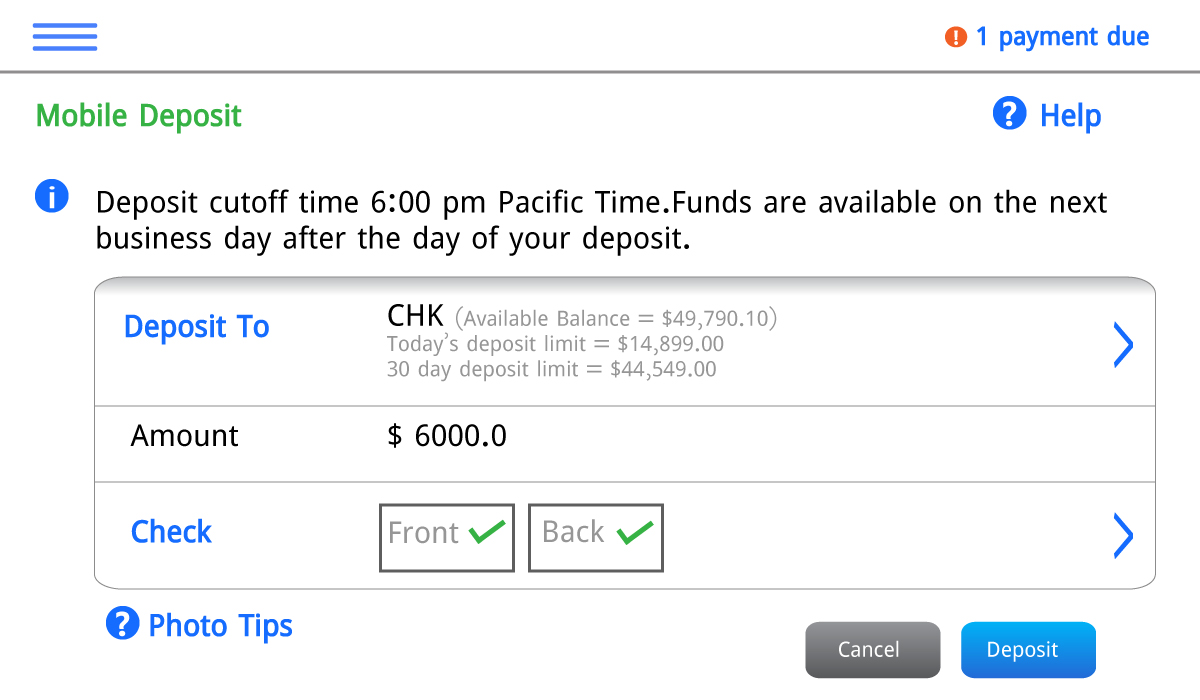 1 payment due
Mobile Deposit
Help
Deposit cutoff time 6:00 pm Pacific Time.Funds are available on the next
business day after the day of your deposit.
Deposit To
CHK (Available Balance = $49,790.10)
Today's deposit limit = $14,899.00
30 day deposit limit = $44,549.00
Amount
$ 6000.0
Check
Front
Back
Photo Tips
Cancel
Deposit